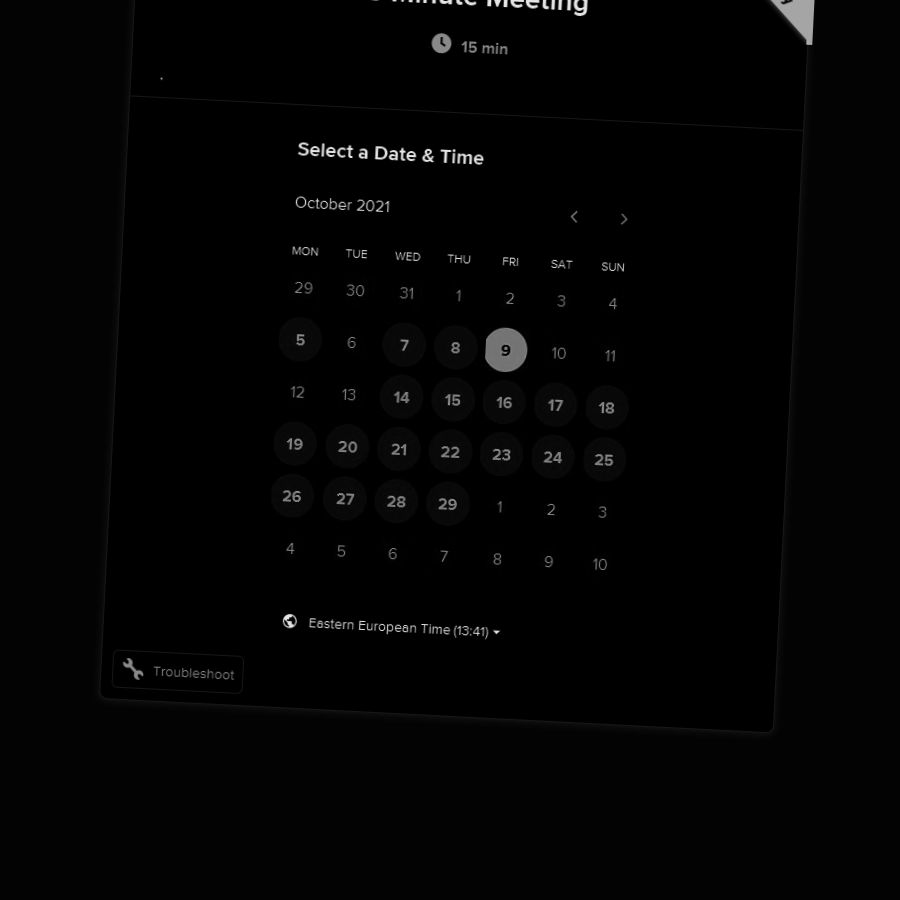 Minute Meeting
15 min
Select a Date & Time
October 2021
MON TUE WED THU FRI SAT SUN
29 30 31 1 2 3 4
5 6 7 8 9 10 11
12 13 14 15 16 17 18
19 20 21 22 23 24 25
26 27 28 29 1 2 3
4 5 6 7 8 9 10
Eastern European Time (13:41)
Troubleshoot